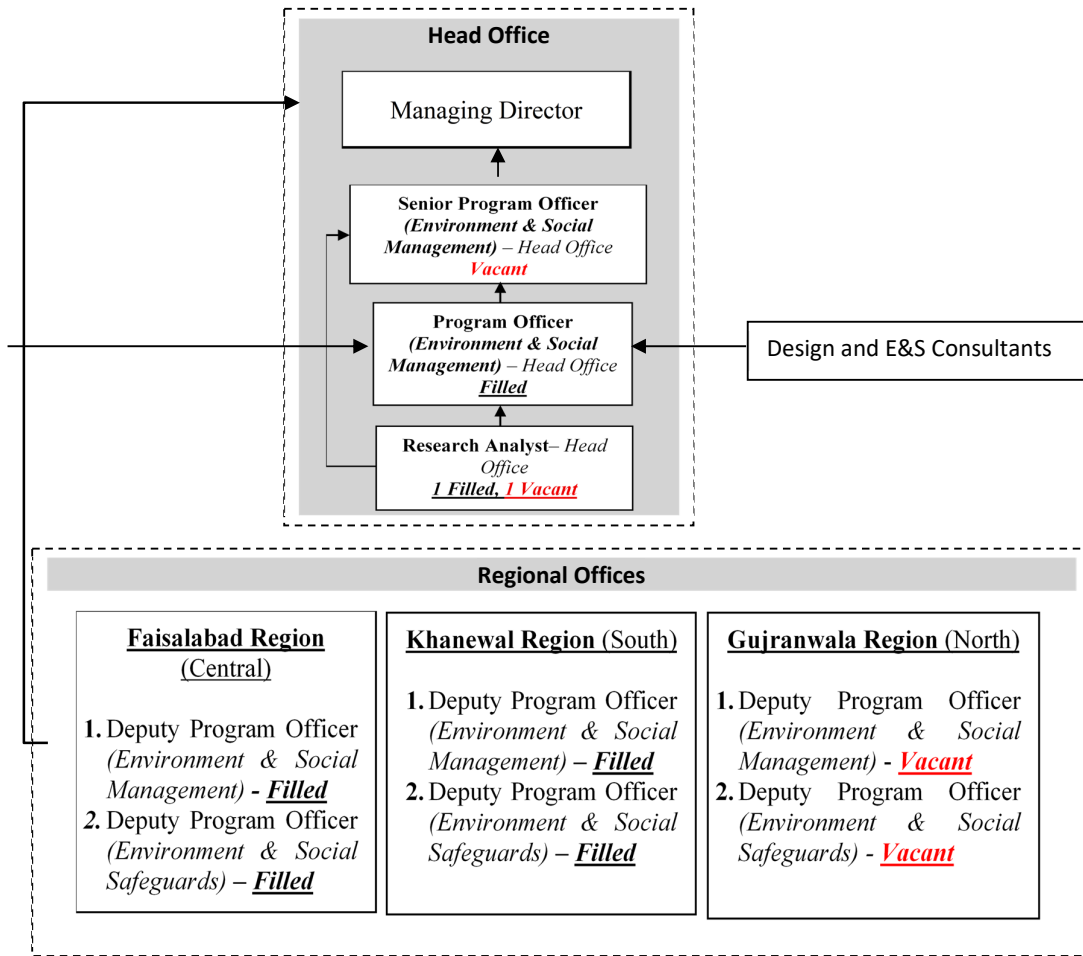 Head Office
Managing Director
Senior Program Officer
(Environment & Social
Management) – Head Office
Vacant
Program Officer
(Environment & Social
Management) – Head Office
Filled
Design and E&S Consultants
Research Analyst– Head
Office
1 Filled, 1 Vacant
Regional Offices
Faisalabad Region
(Central)
1. Deputy Program Officer
(Environment & Social
Management) - Filled
2. Deputy Program Officer
(Environment & Social
Safeguards) – Filled
Khanewal Region (South)
1. Deputy Program Officer
(Environment & Social
Management) – Filled
2. Deputy Program Officer
(Environment & Social
Safeguards) – Filled
Gujranwala Region (North)
1. Deputy Program Officer
(Environment & Social
Management) - Vacant
2. Deputy Program Officer
(Environment & Social
Safeguards) - Vacant